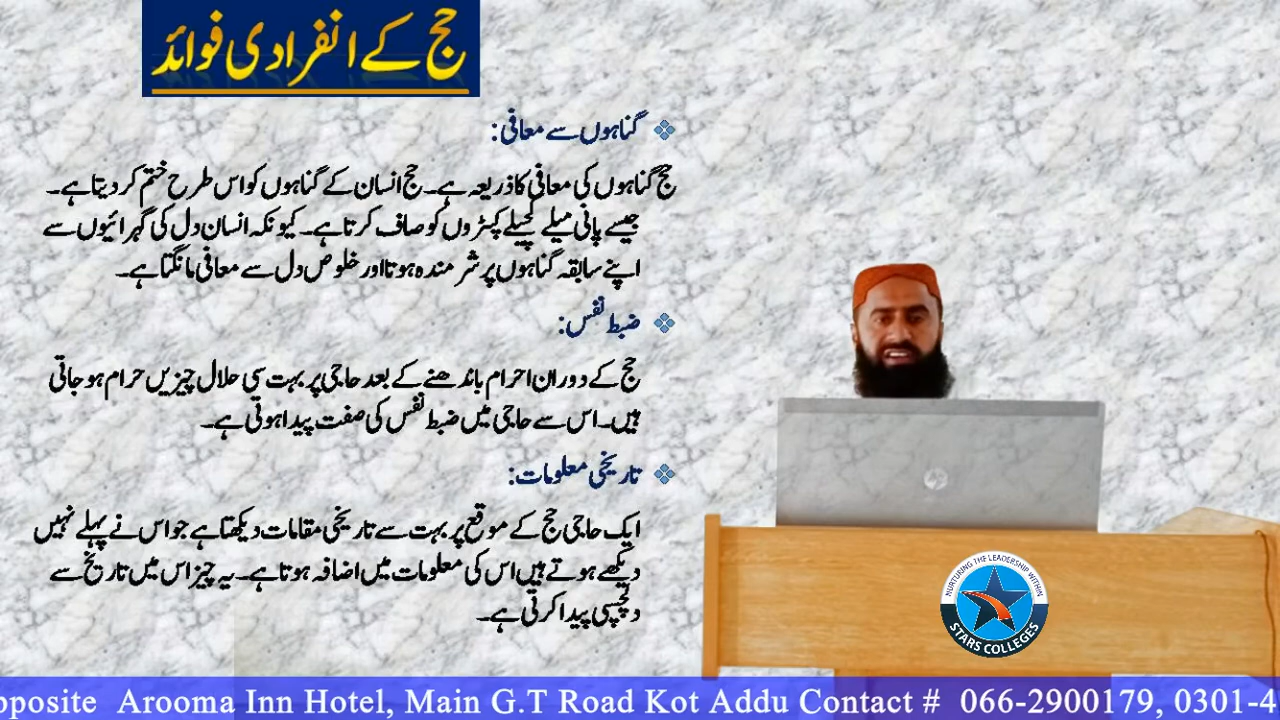 حج کے انفرادی فوائد
گناہوں سے معافی:
حج گناہوں کی معافی کا ذریعہ ہے۔ حج انسان کے گناہوں کو اس طرح ختم کر دیتا ہے۔
جیسے پانی میلے کچیلے کپڑوں کو صاف کرتا ہے۔ کیونکہ انسان دل کی گہرائیوں سے
اپنے سابقہ گناہوں پر شرمندہ ہوتا اور خلوص دل سے معافی مانگتا ہے۔
ضبط نفس:
حج کے دوران احرام باندھنے کے بعد حاجی پر بہت سی حلال چیزیں حرام ہو جاتی
ہیں۔ اس سے حاجی میں ضبط نفس کی صفت پیدا ہوتی ہے۔
تاریخی معلومات:
ایک حاجی حج کے موقع پر بہت سے تاریخی مقامات دیکھتا ہے جو اس نے پہلے نہیں
دیکھے ہوتے ہیں اس کی معلومات میں اضافہ ہوتا ہے۔ یہ چیز اس میں تاریخ سے
دلچسپی پیدا کرتی ہے۔
NURTURING THE LEADERSHIP WITHIN
STARS COLLEGES
pposite Arooma Inn Hotel, Main G.T Road Kot Addu Contact # 066-2900179, 0301-4